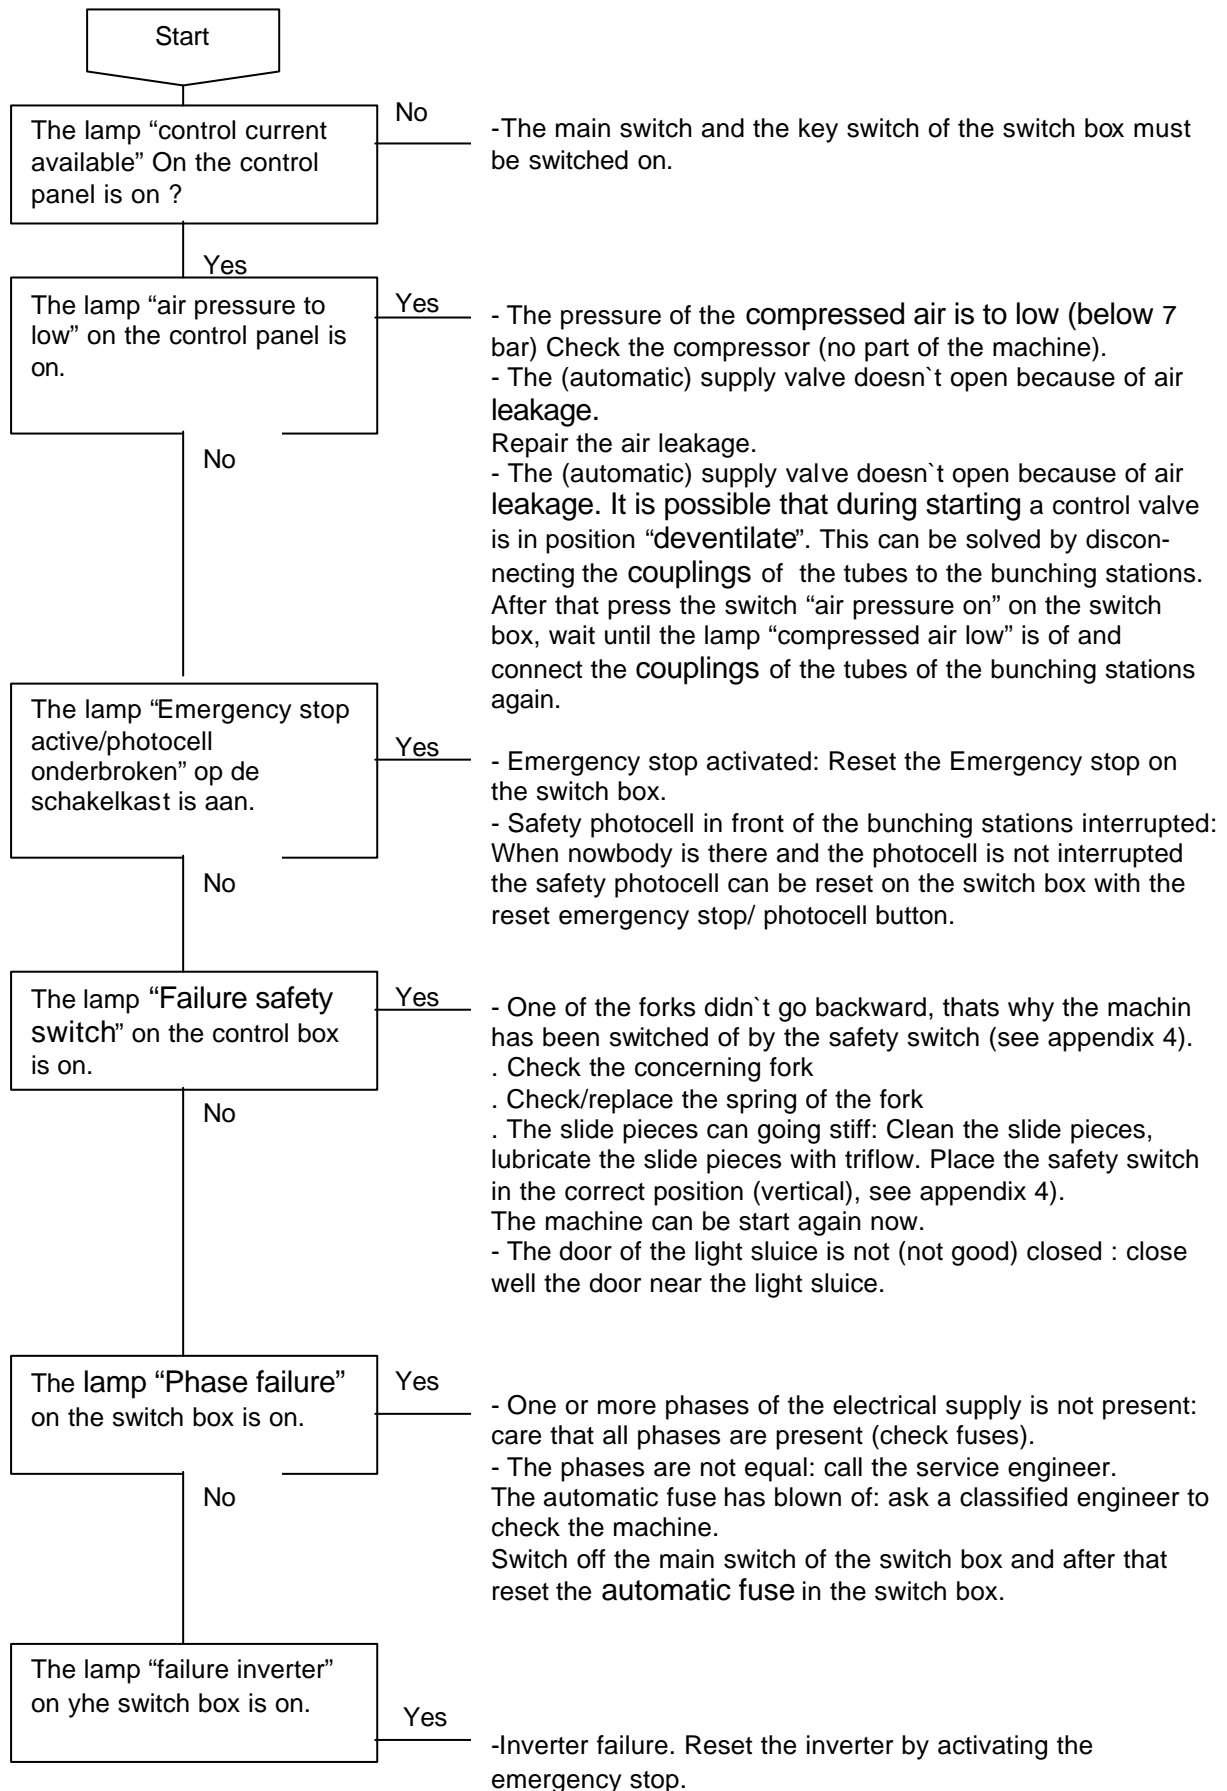 Start
The lamp “control current
available” On the control
panel is on ?
No
-The main switch and the key switch of the switch box must
be switched on.
Yes
The lamp “air pressure to
low” on the control panel is
on.
Yes
- The pressure of the compressed air is to low (below 7
bar) Check the compressor (no part of the machine).
- The (automatic) supply valve doesn`t open because of air
leakage.
Repair the air leakage.
- The (automatic) supply valve doesn`t open because of air
leakage. It is possible that during starting a control valve
is in position “deventilate”. This can be solved by discon-
necting the couplings of the tubes to the bunching stations.
After that press the switch “air pressure on” on the switch
box, wait until the lamp “compressed air low” is of and
connect the couplings of the tubes of the bunching stations
again.
No
The lamp “Emergency stop
active/photocell
onderbroken” op de
schakelkast is aan.
Yes
- Emergency stop activated: Reset the Emergency stop on
the switch box.
- Safety photocell in front of the bunching stations interrupted:
When nowbody is there and the photocell is not interrupted
the safety photocell can be reset on the switch box with the
reset emergency stop/ photocell button.
No
The lamp “Failure safety
switch” on the control box
is on.
Yes
- One of the forks didn`t go backward, thats why the machin
has been switched of by the safety switch (see appendix 4).
. Check the concerning fork
. Check/replace the spring of the fork
. The slide pieces can going stiff: Clean the slide pieces,
lubricate the slide pieces with triflow. Place the safety switch
in the correct position (vertical), see appendix 4).
The machine can be start again now.
- The door of the light sluice is not (not good) closed : close
well the door near the light sluice.
No
The lamp “Phase failure”
on the switch box is on.
Yes
- One or more phases of the electrical supply is not present:
care that all phases are present (check fuses).
- The phases are not equal: call the service engineer.
The automatic fuse has blown of: ask a classified engineer to
check the machine.
Switch off the main switch of the switch box and after that
reset the automatic fuse in the switch box.
No
The lamp “failure inverter”
on yhe switch box is on.
Yes
-Inverter failure. Reset the inverter by activating the
emergency stop.